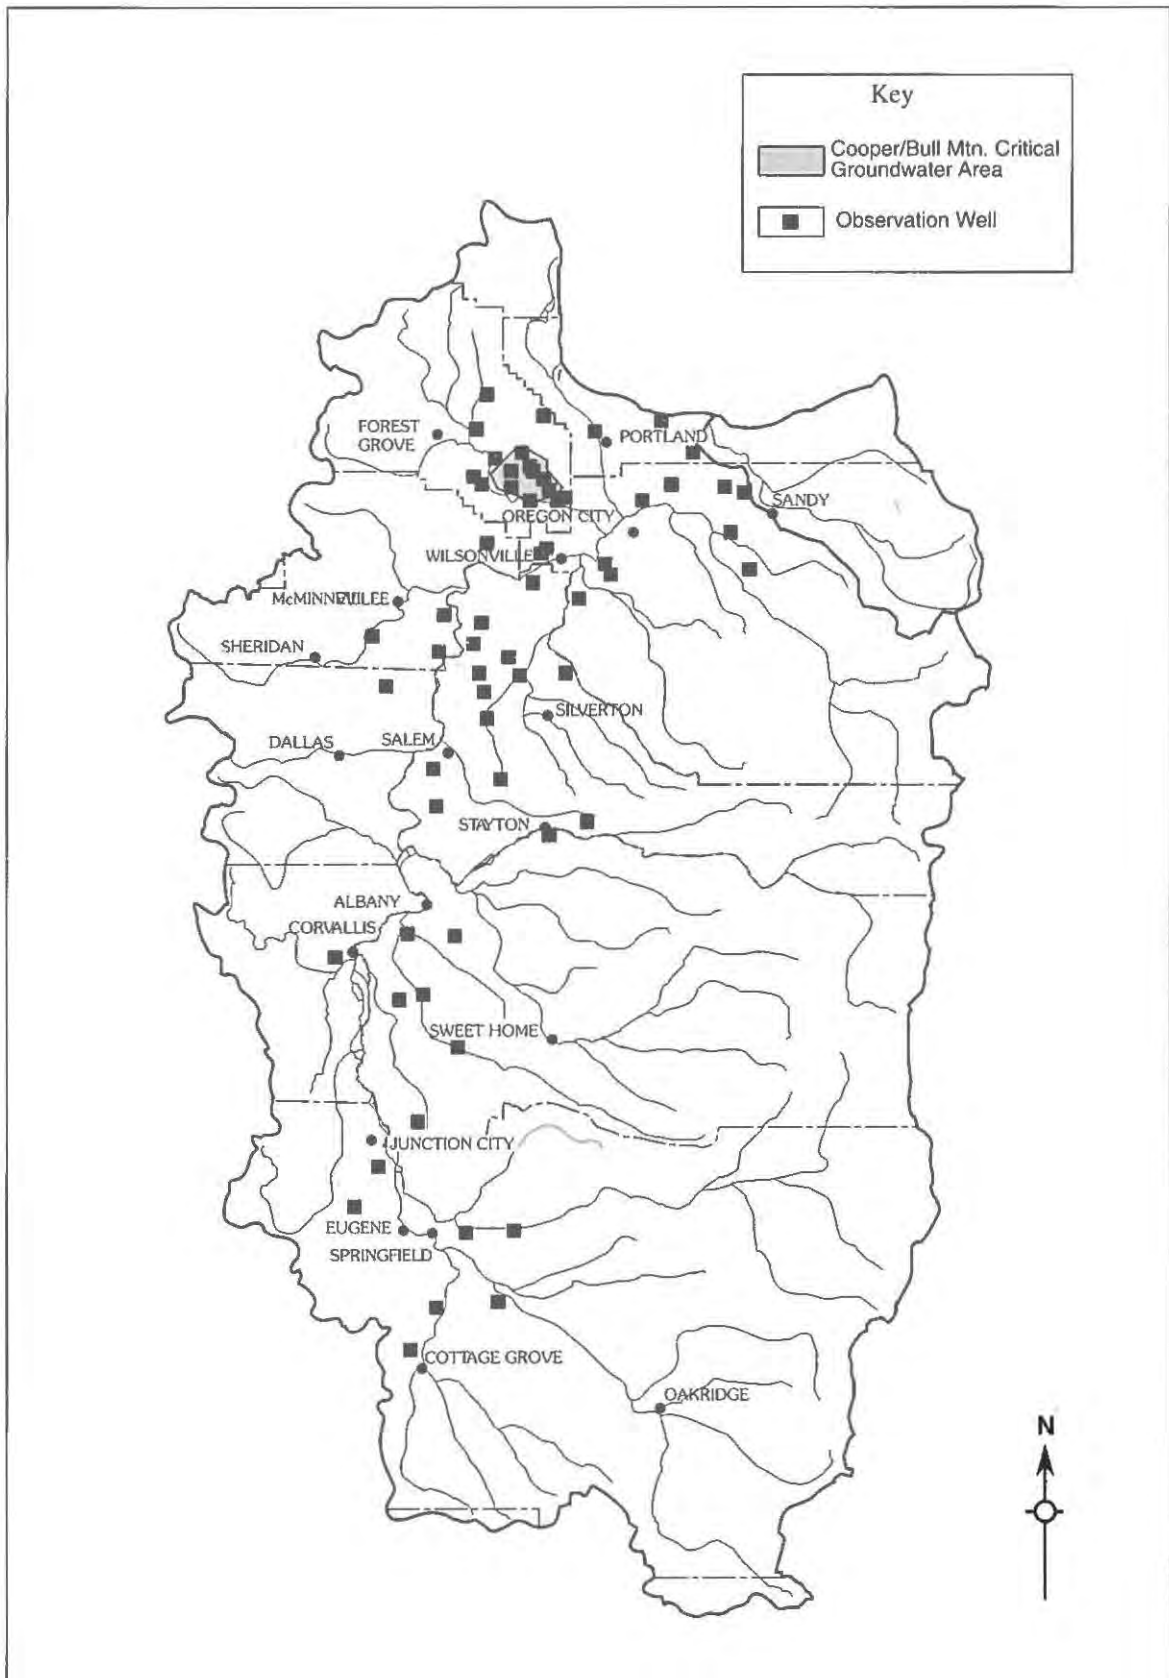 Key
Cooper/Bull Mtn. Critical
Groundwater Area
Observation Well
FOREST
GROVE
PORTLAND
SANDY
OREGON CITY
WILSONVILLE
SHERIDAN
SILVERTON
DALLAS
SALEM
STAYTON
ALBANY
CORVALLIS
SWEET HOME
JUNCTION CITY
EUGENE
SPRINGFIELD
COTTAGE GROVE
OAKRIDGE
N